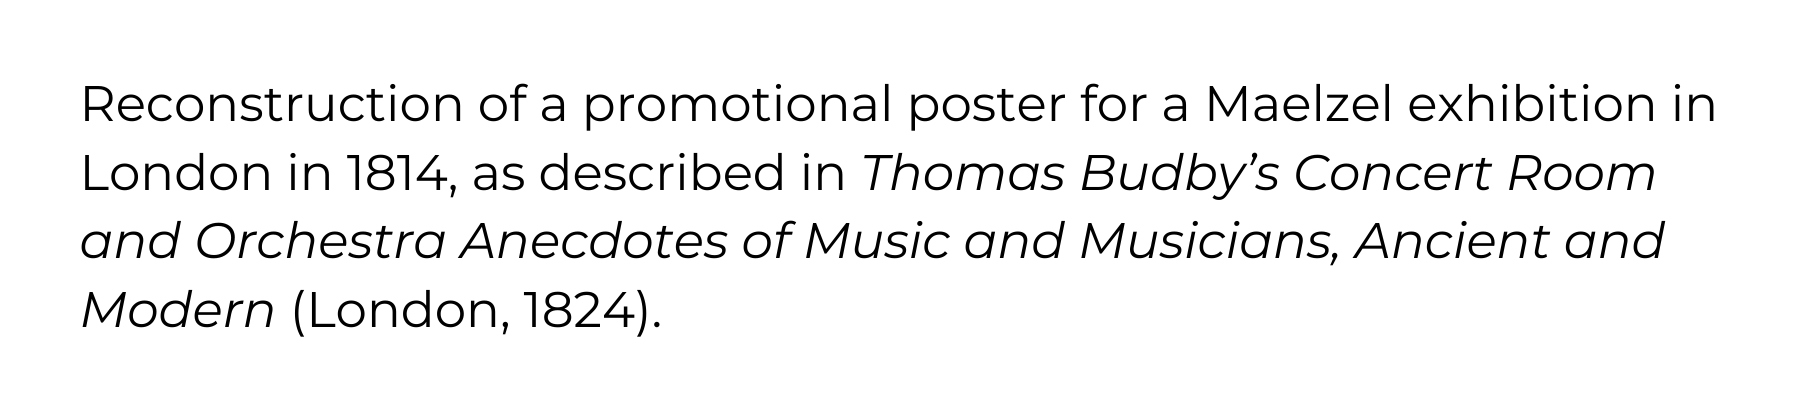 Reconstruction of a promotional poster for a Maelzel exhibition in
London in 1814, as described in Thomas Budby’s Concert Room
and Orchestra Anecdotes of Music and Musicians, Ancient and
Modern (London, 1824).